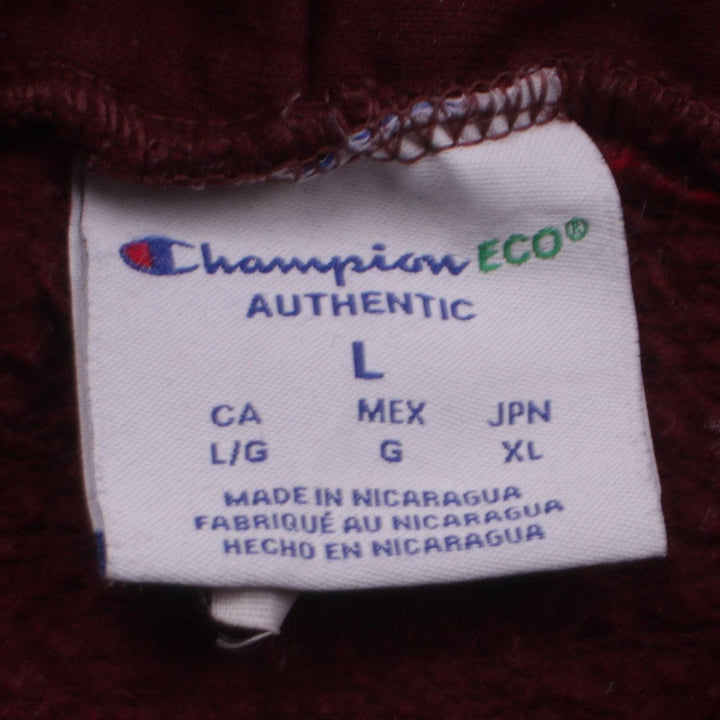 Champion ECO®
AUTHENTIC
L
CA MEX JPN
L/G G XL
MADE IN NICARAGUA
FABRIQUÉ AU NICARAGUA
HECHO EN NICARAGUA